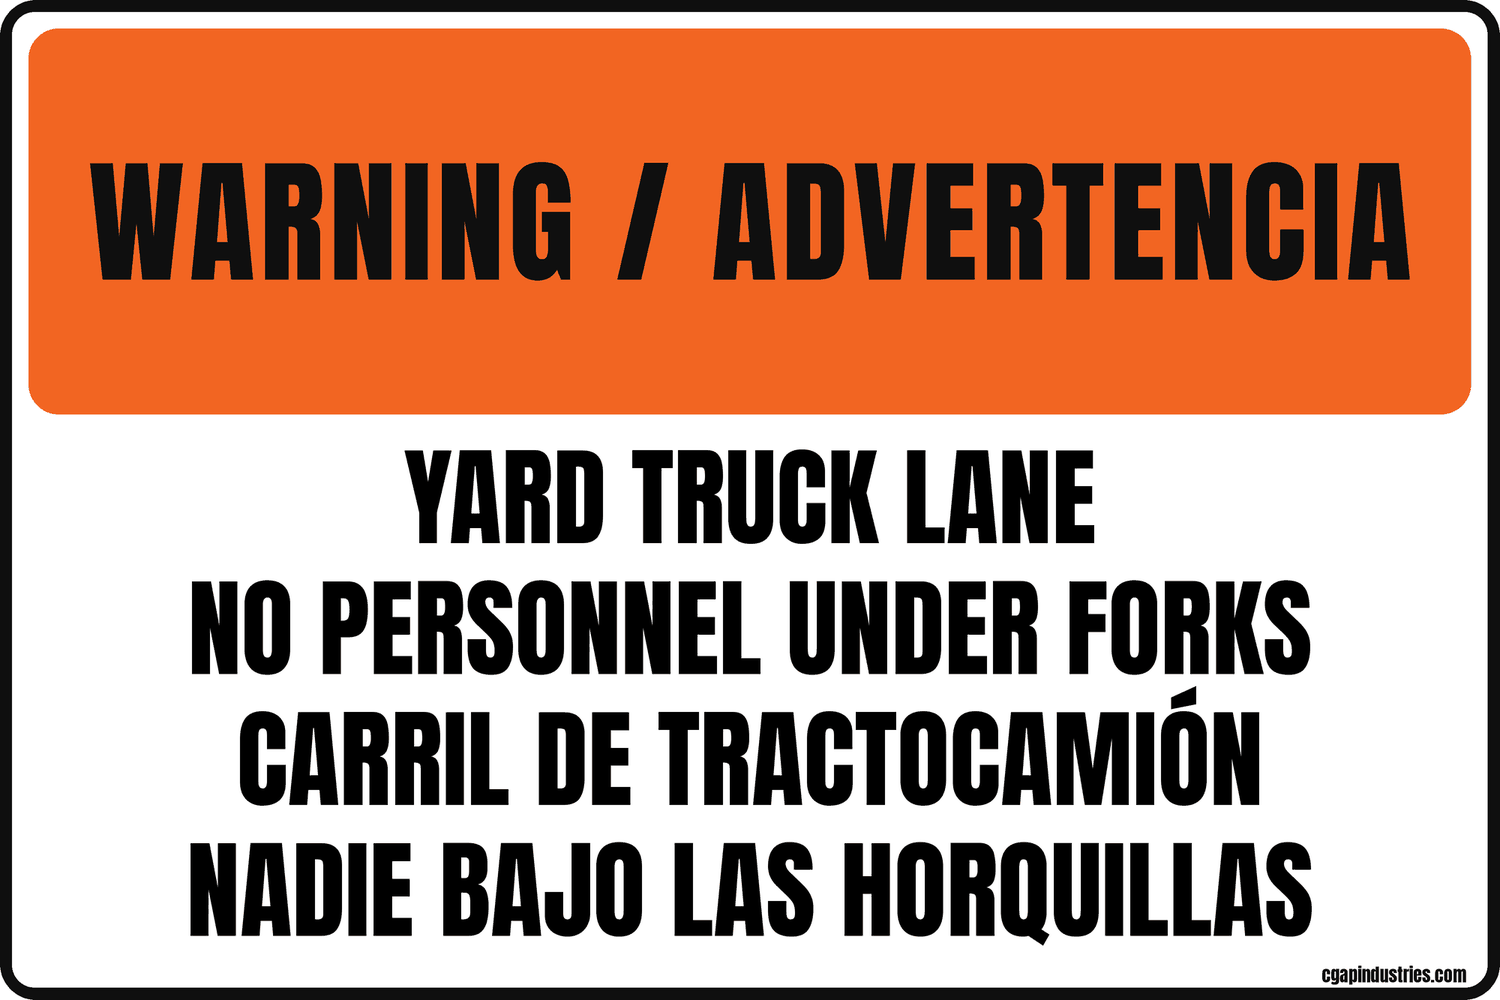 WARNING / ADVERTENCIA
YARD TRUCK LANE
NO PERSONNEL UNDER FORKS
CARRIL DE TRACTOCAMIÓN
NADIE BAJO LAS HORQUILLAS
cgapindustries.com